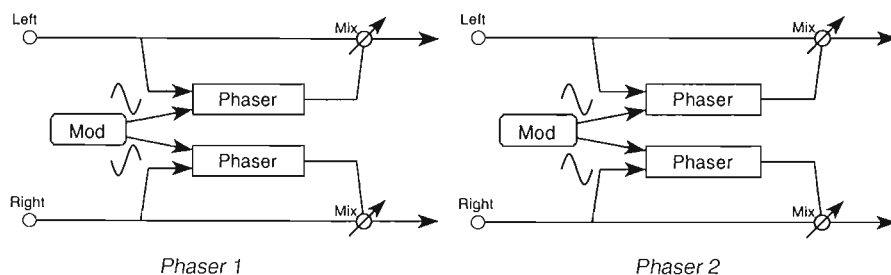 Left
Mix
Phaser
Mod
Phaser
Right
Mix
Phaser 1
Left
Mix
Phaser
Mod
Phaser
Right
Mix
Phaser 2